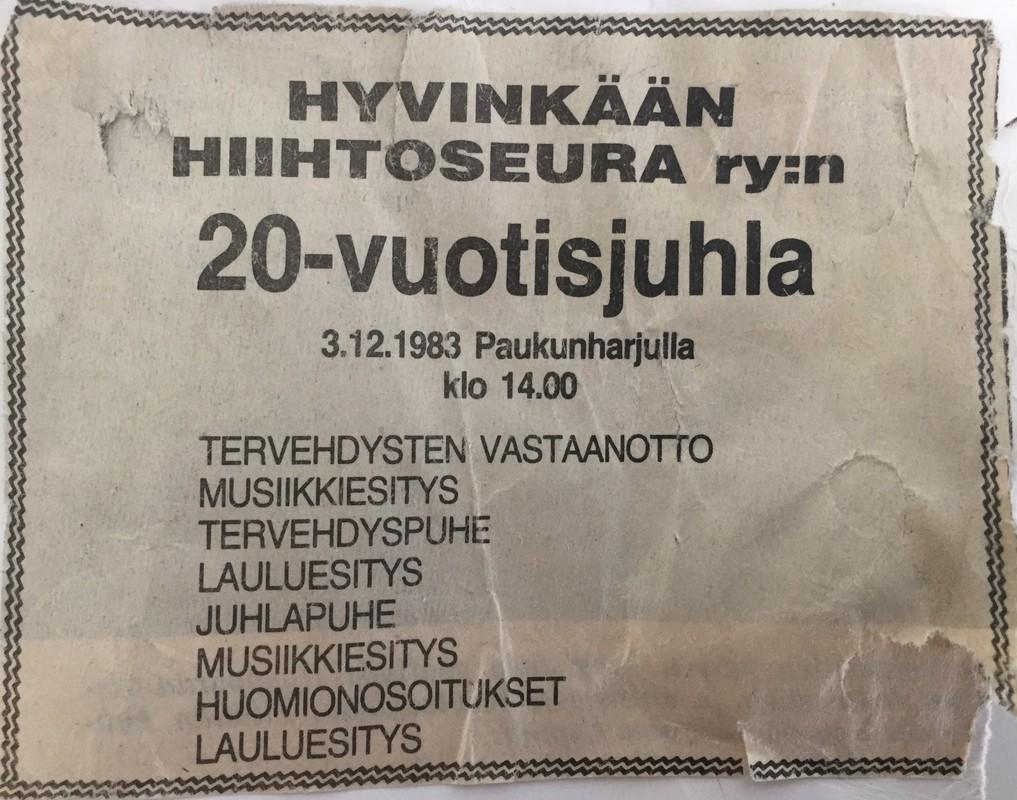 HYVINKÄÄN
HIIHTOSEURA ry:n
20-vuotisjuhla
3.12.1983 Paukunharjulla
klo 14.00
TERVEHDYSTEN VASTAANOTTO
MUSIIKKIESITYS
TERVEHDYSPUHE
LAULUESITYS
JUHLAPUHE
MUSIIKKIESITYS
HUOMIONOSOITUKSET
LAULUESITYS